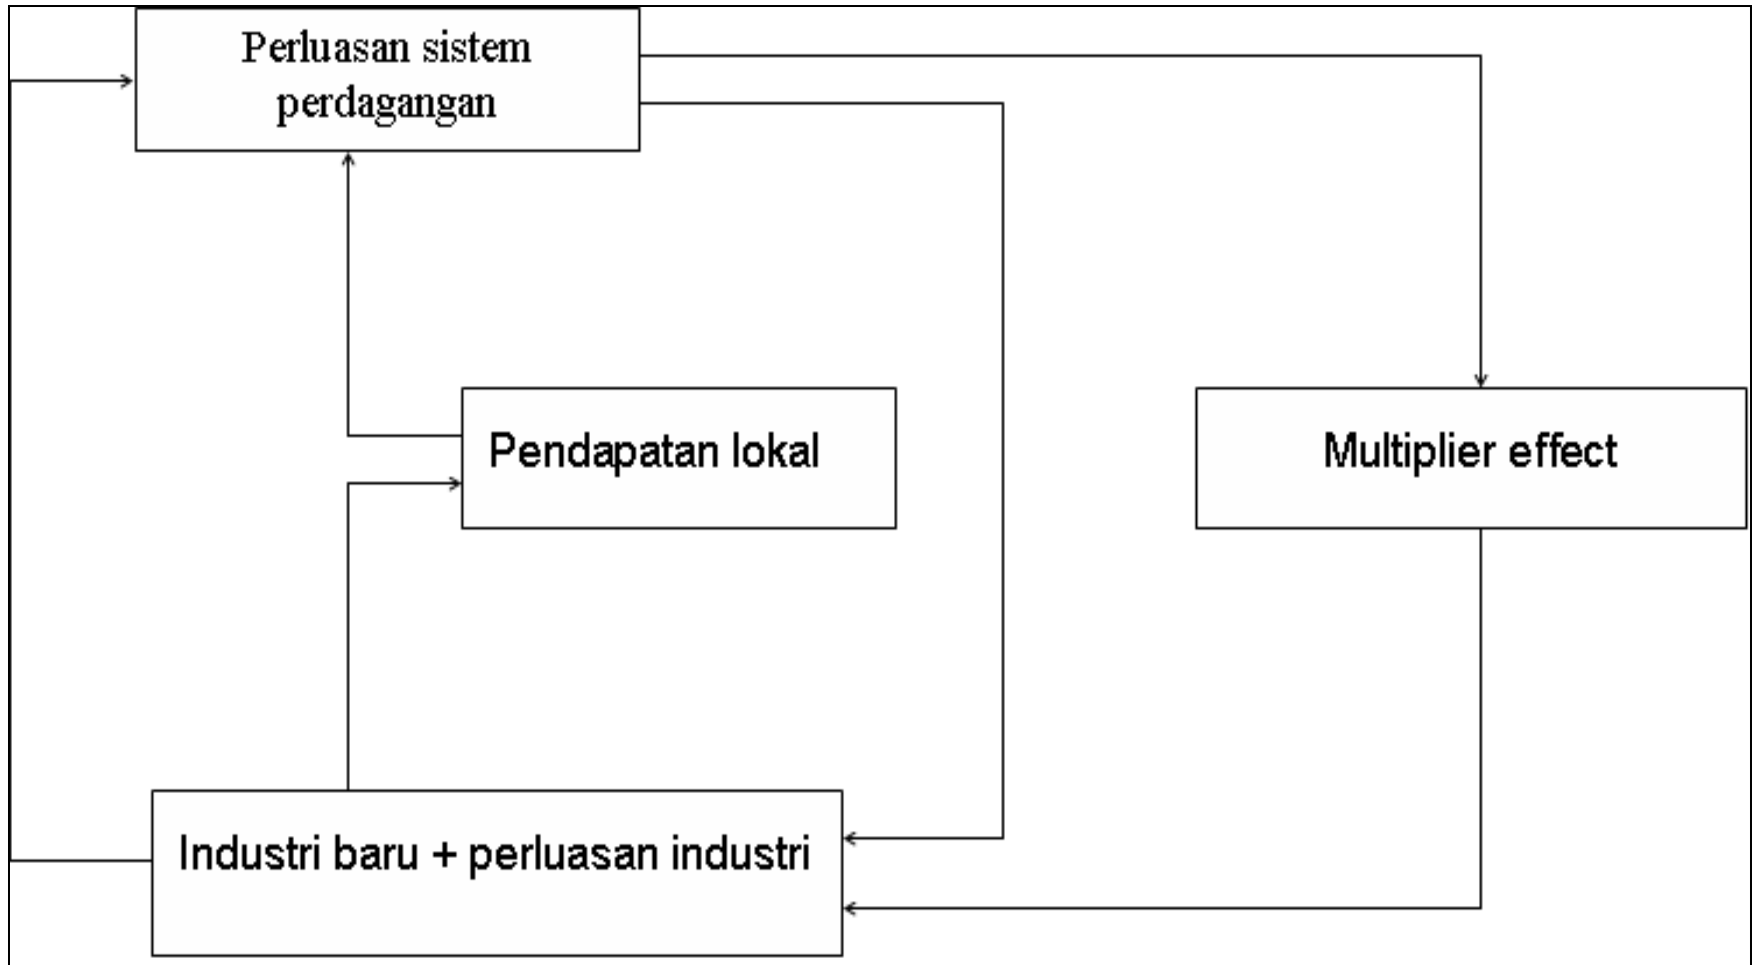 Perluasan sistem
perdagangan
Pendapatan lokal
Multiplier effect
Industri baru + perluasan industri